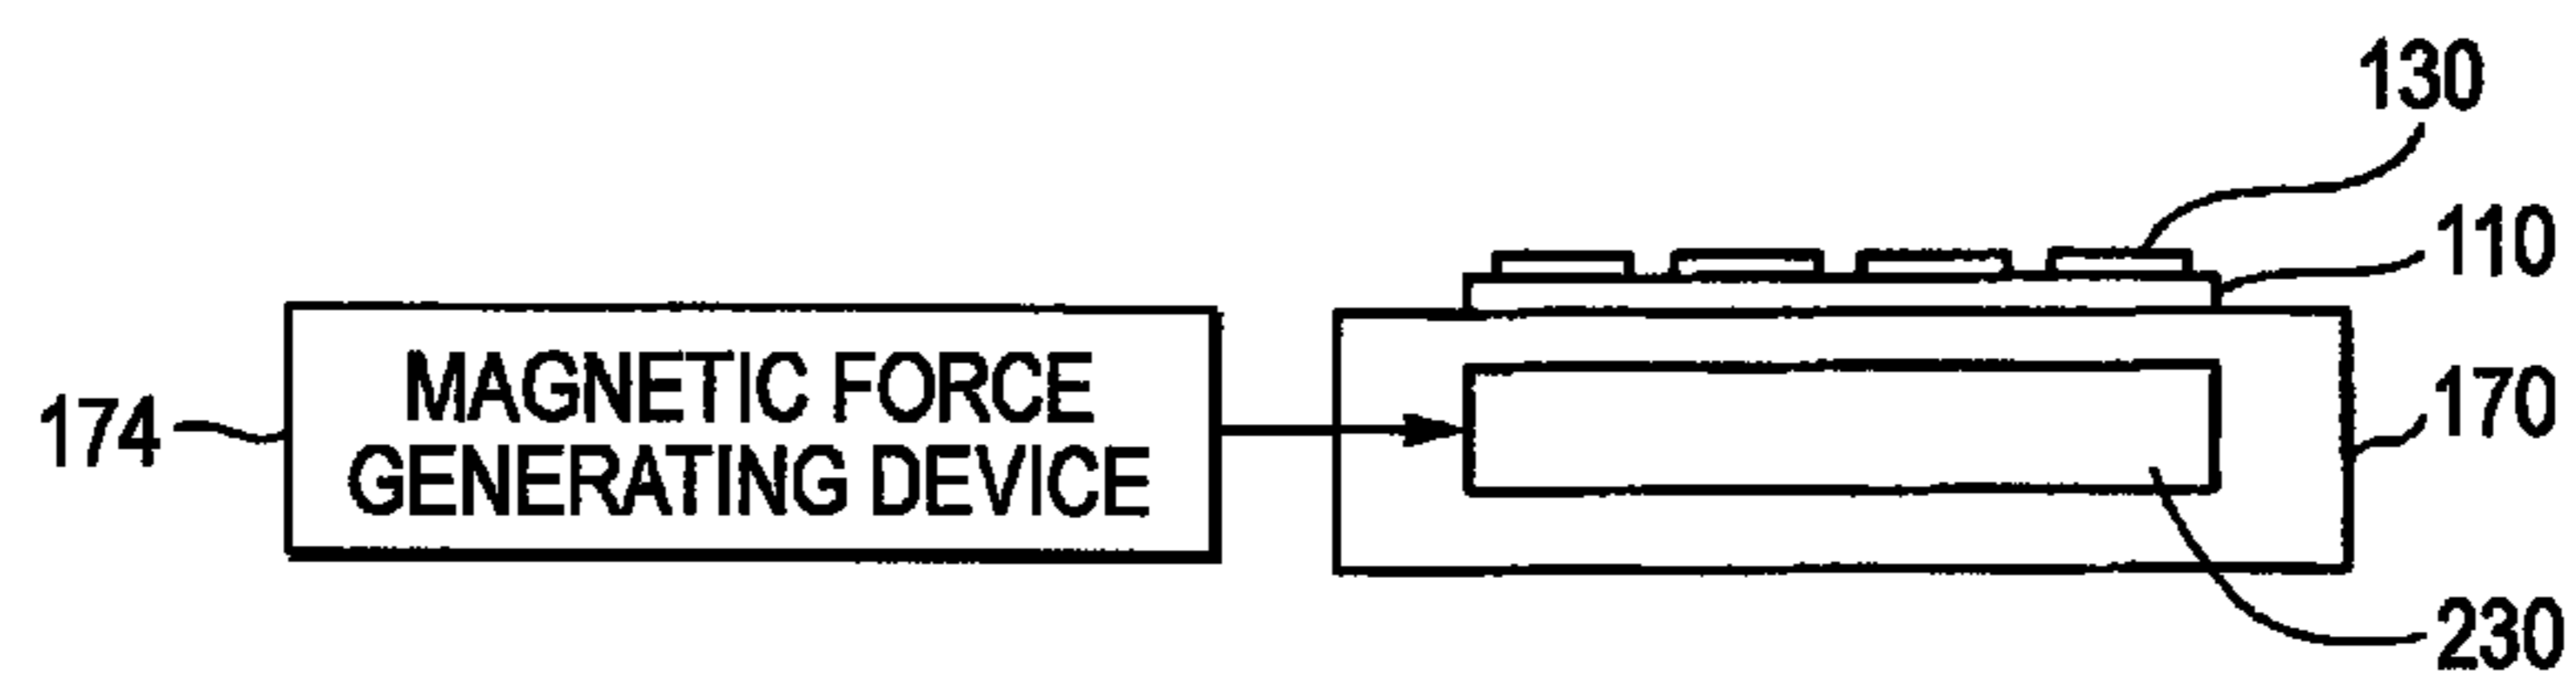 130
110
174
MAGNETIC FORCE
GENERATING DEVICE
170
230